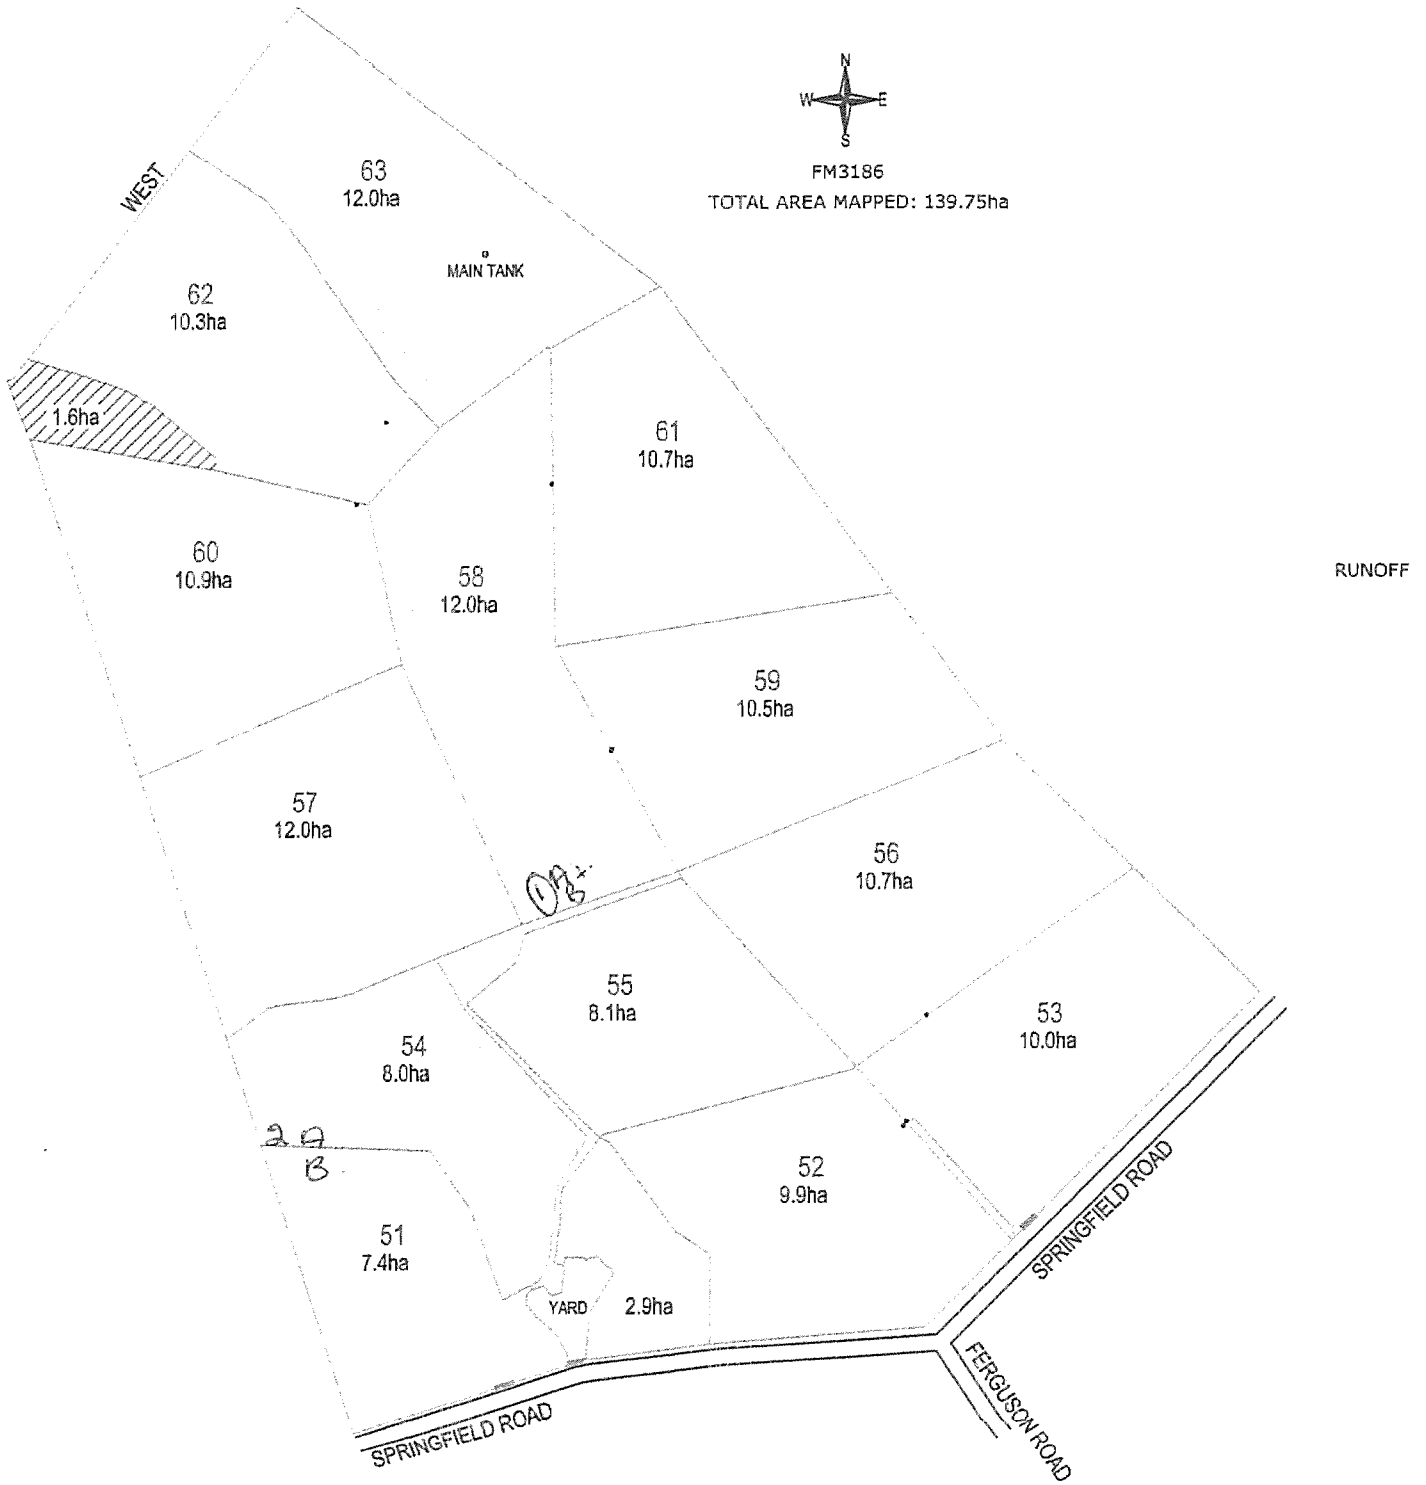 N
W E
S
FM3186
TOTAL AREA MAPPED: 139.75ha
WEST
63
12.0ha
MAIN TANK
62
10.3ha
1.6ha
61
10.7ha
60
10.9ha
58
12.0ha
RUNOFF
59
10.5ha
57
12.0ha
56
10.7ha
1 A
B
55
8.1ha
53
10.0ha
54
8.0ha
2 A
B
52
9.9ha
51
7.4ha
YARD
2.9ha
SPRINGFIELD ROAD
SPRINGFIELD ROAD
FERGUSON ROAD